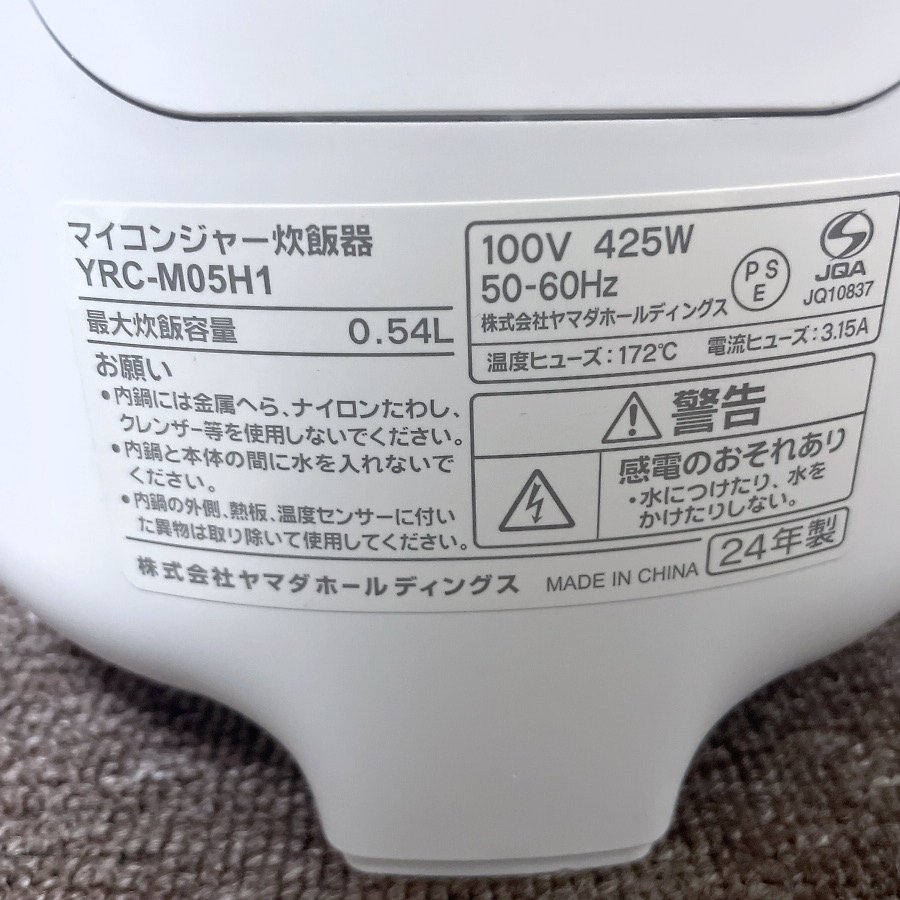 マイコンジャー炊飯器
YRC-M05H1
最大炊飯容量 0.54L
お願い
•内鍋には金属へら、ナイロンたわし、
クレンザー等を使用しないでください。
•内鍋と本体の間に水を入れないで
ください。
•内鍋の外側、熱板、温度センサーに付い
た異物は取り除いて使用してください。
株式会社ヤマダホールディングス MADE IN CHINA 24年製
100V 425W
50-60Hz
株式会社ヤマダホールディングス
PS
E
JQA
JQ10837
温度ヒューズ:172℃ 電流ヒューズ:3.15A
警告
感電のおそれあり
•水につけたり、水を
かけたりしない。